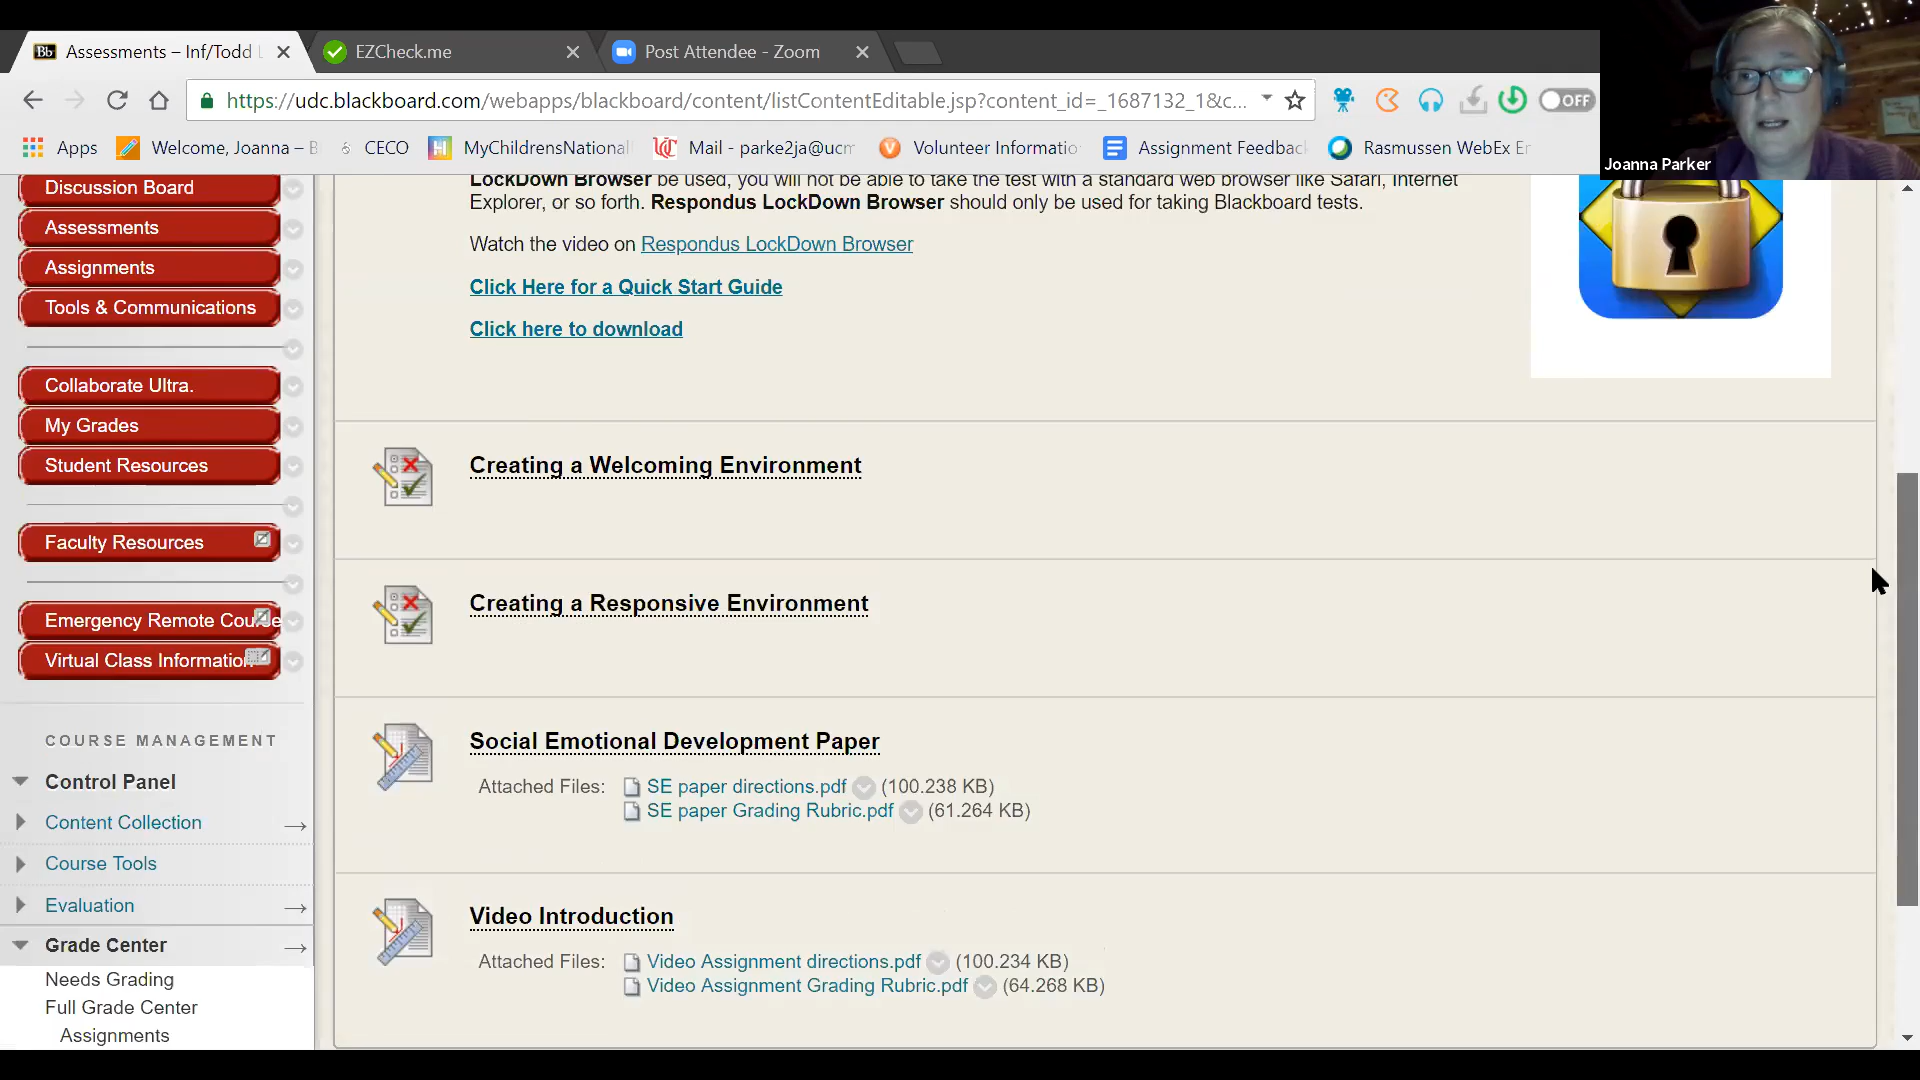 Bb Assessments – Inf/Todd L
EZCheck.me
Post Attendee - Zoom
https://udc.blackboard.com/webapps/blackboard/content/listContentEditable.jsp?content_id=_1687132_1&c...
OFF
Apps
Welcome, Joanna – B
CECO
MyChildrensNational
Mail - parke2ja@ucm
Volunteer Informatio
Assignment Feedbac
Rasmussen WebEx En
Joanna Parker
Discussion Board
Assessments
Assignments
Tools & Communications
Collaborate Ultra.
My Grades
Student Resources
Faculty Resources
Emergency Remote Course
Virtual Class Information
COURSE MANAGEMENT
Control Panel
Content Collection
Course Tools
Evaluation
Grade Center
Needs Grading
Full Grade Center
Assignments
LockDown Browser be used, you will not be able to take the test with a standard web browser like Safari, Internet
Explorer, or so forth. Respondus LockDown Browser should only be used for taking Blackboard tests.
Watch the video on Respondus LockDown Browser
Click Here for a Quick Start Guide
Click here to download
Creating a Welcoming Environment
Creating a Responsive Environment
Social Emotional Development Paper
Attached Files: SE paper directions.pdf (100.238 KB)
SE paper Grading Rubric.pdf (61.264 KB)
Video Introduction
Attached Files: Video Assignment directions.pdf (100.234 KB)
Video Assignment Grading Rubric.pdf (64.268 KB)